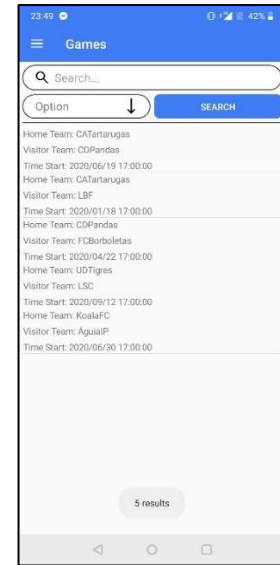 23:49 42%
Games
Search...
Option SEARCH
Home Team: CATartarugas
Visitor Team: CDPandas
Time Start: 2020/06/19 17:00:00
Home Team: CATartarugas
Visitor Team: LBF
Time Start: 2020/01/18 17:00:00
Home Team: CDPandas
Visitor Team: FCBorboletas
Time Start: 2020/04/22 17:00:00
Home Team: UDTigres
Visitor Team: LSC
Time Start: 2020/09/12 17:00:00
Home Team: KoalaFC
Visitor Team: ÁguiaIP
Time Start: 2020/06/30 17:00:00
5 results